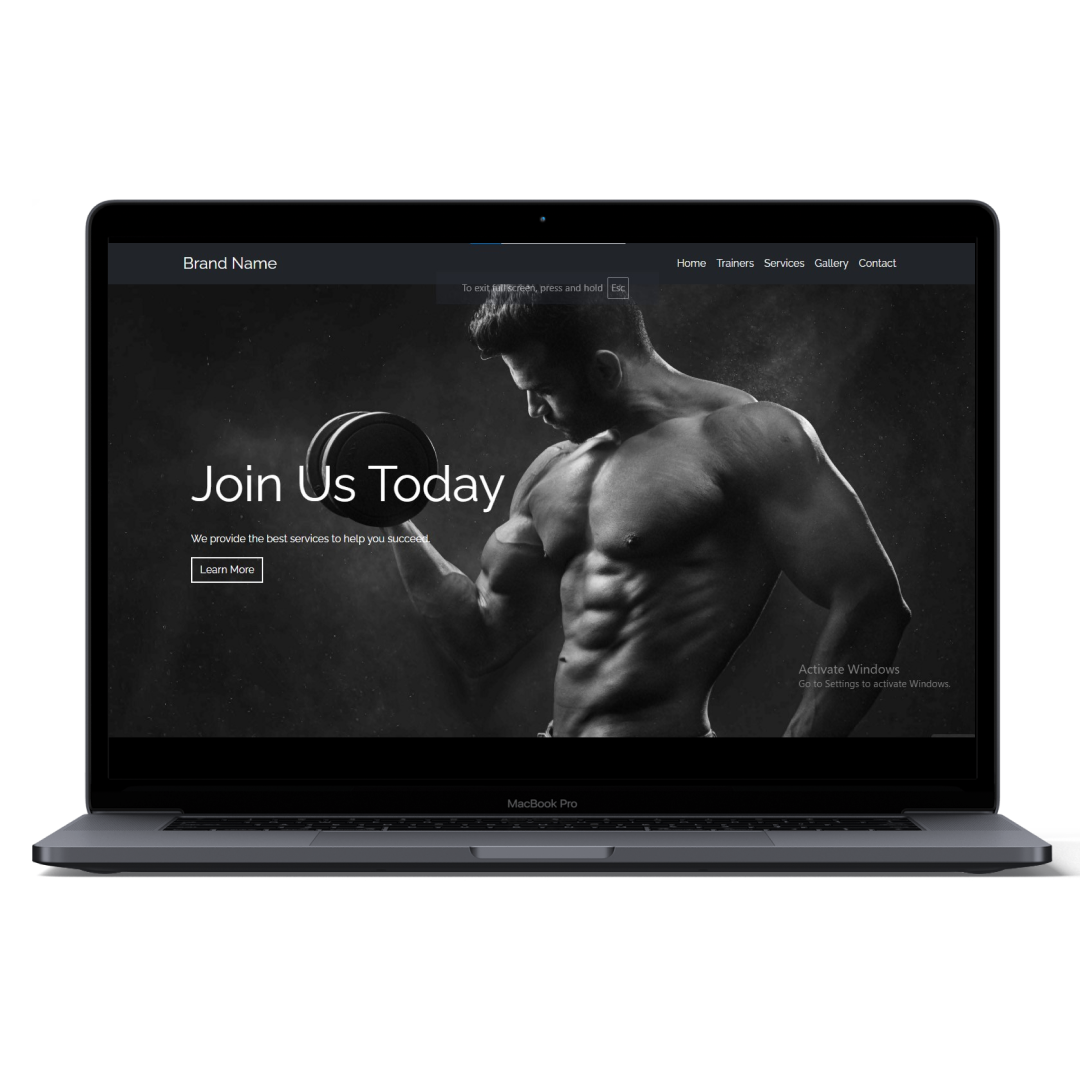 Brand Name
Home Trainers Services Gallery Contact
To exit full screen, press and hold Esc
Join Us Today
We provide the best services to help you succeed.
Learn More
Activate Windows
Go to Settings to activate Windows.
MacBook Pro